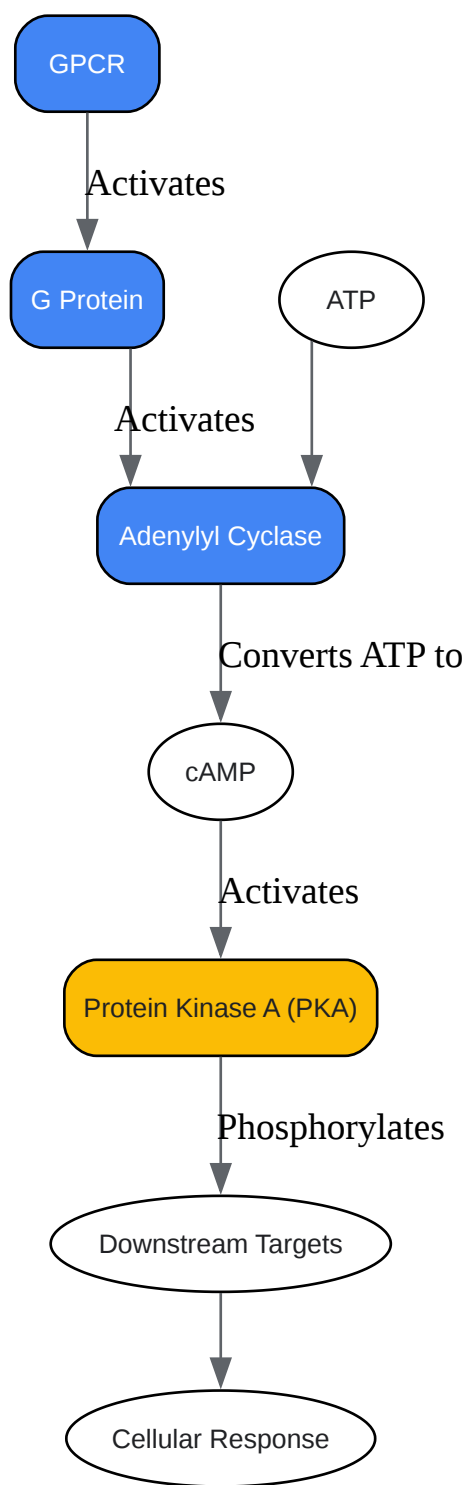 GPCR
Activates
G Protein
ATP
Activates
Adenylyl Cyclase
Converts ATP to
cAMP
Activates
Protein Kinase A (PKA)
Phosphorylates
Downstream Targets
Cellular Response